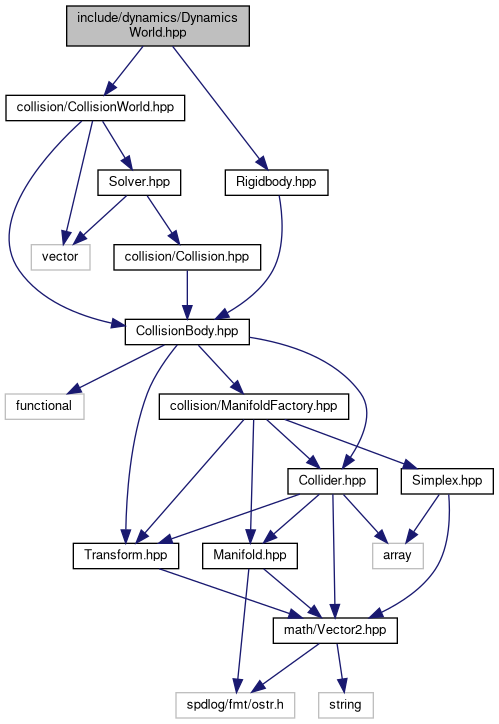 include/dynamics/Dynamics
World.hpp
collision/CollisionWorld.hpp
Solver.hpp
Rigidbody.hpp
vector
collision/Collision.hpp
CollisionBody.hpp
functional
collision/ManifoldFactory.hpp
Collider.hpp
Simplex.hpp
Transform.hpp
Manifold.hpp
array
math/Vector2.hpp
spdlog/fmt/ostr.h
string